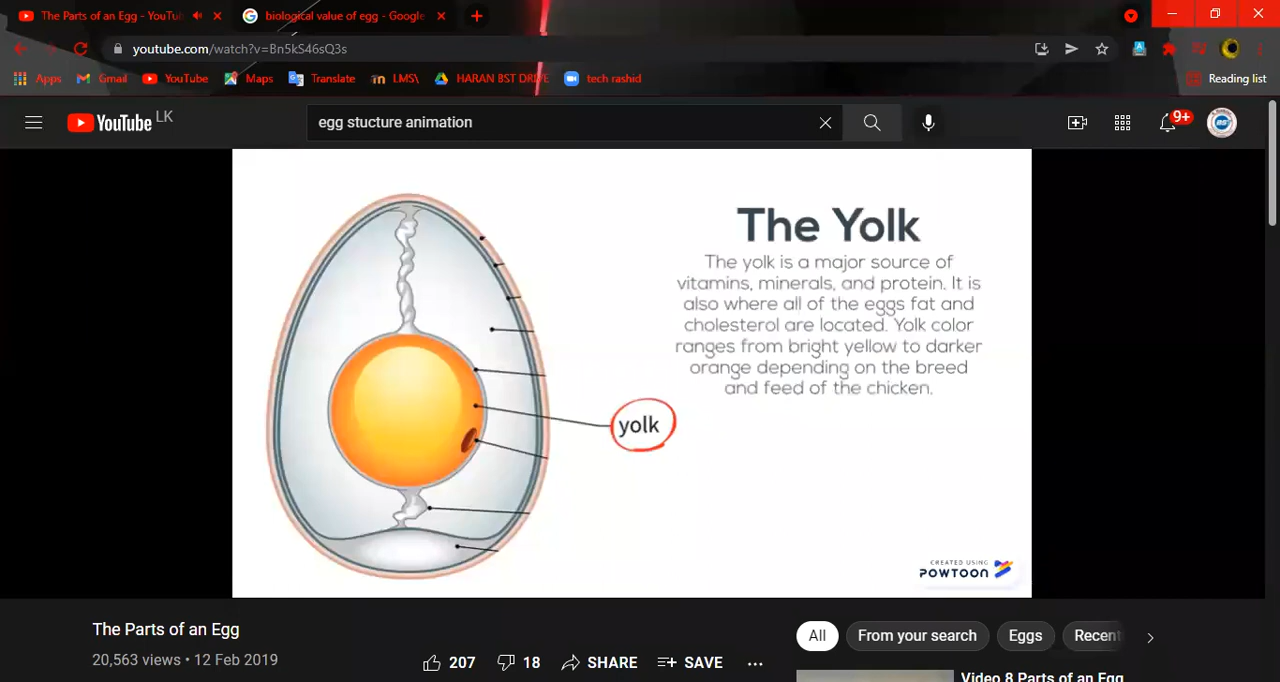 The Parts of an Egg - YouTu
biological value of egg - Google
youtube.com/watch?v=Bn5kS46sQ3s
Apps
Gmail
YouTube
Maps
Translate
LMS\
HARAN BST DRIVE
tech rashid
Reading list
YouTube LK
egg stucture animation
9+
The Yolk
The yolk is a major source of
vitamins, minerals, and protein. It is
also where all of the eggs fat and
cholesterol are located. Yolk color
ranges from bright yellow to darker
orange depending on the breed
and feed of the chicken.
yolk
CREATED USING
POWTOON
The Parts of an Egg
20,563 views • 12 Feb 2019
207
18
SHARE
SAVE
All
From your search
Eggs
Recent
Video 8 Parts of an Egg